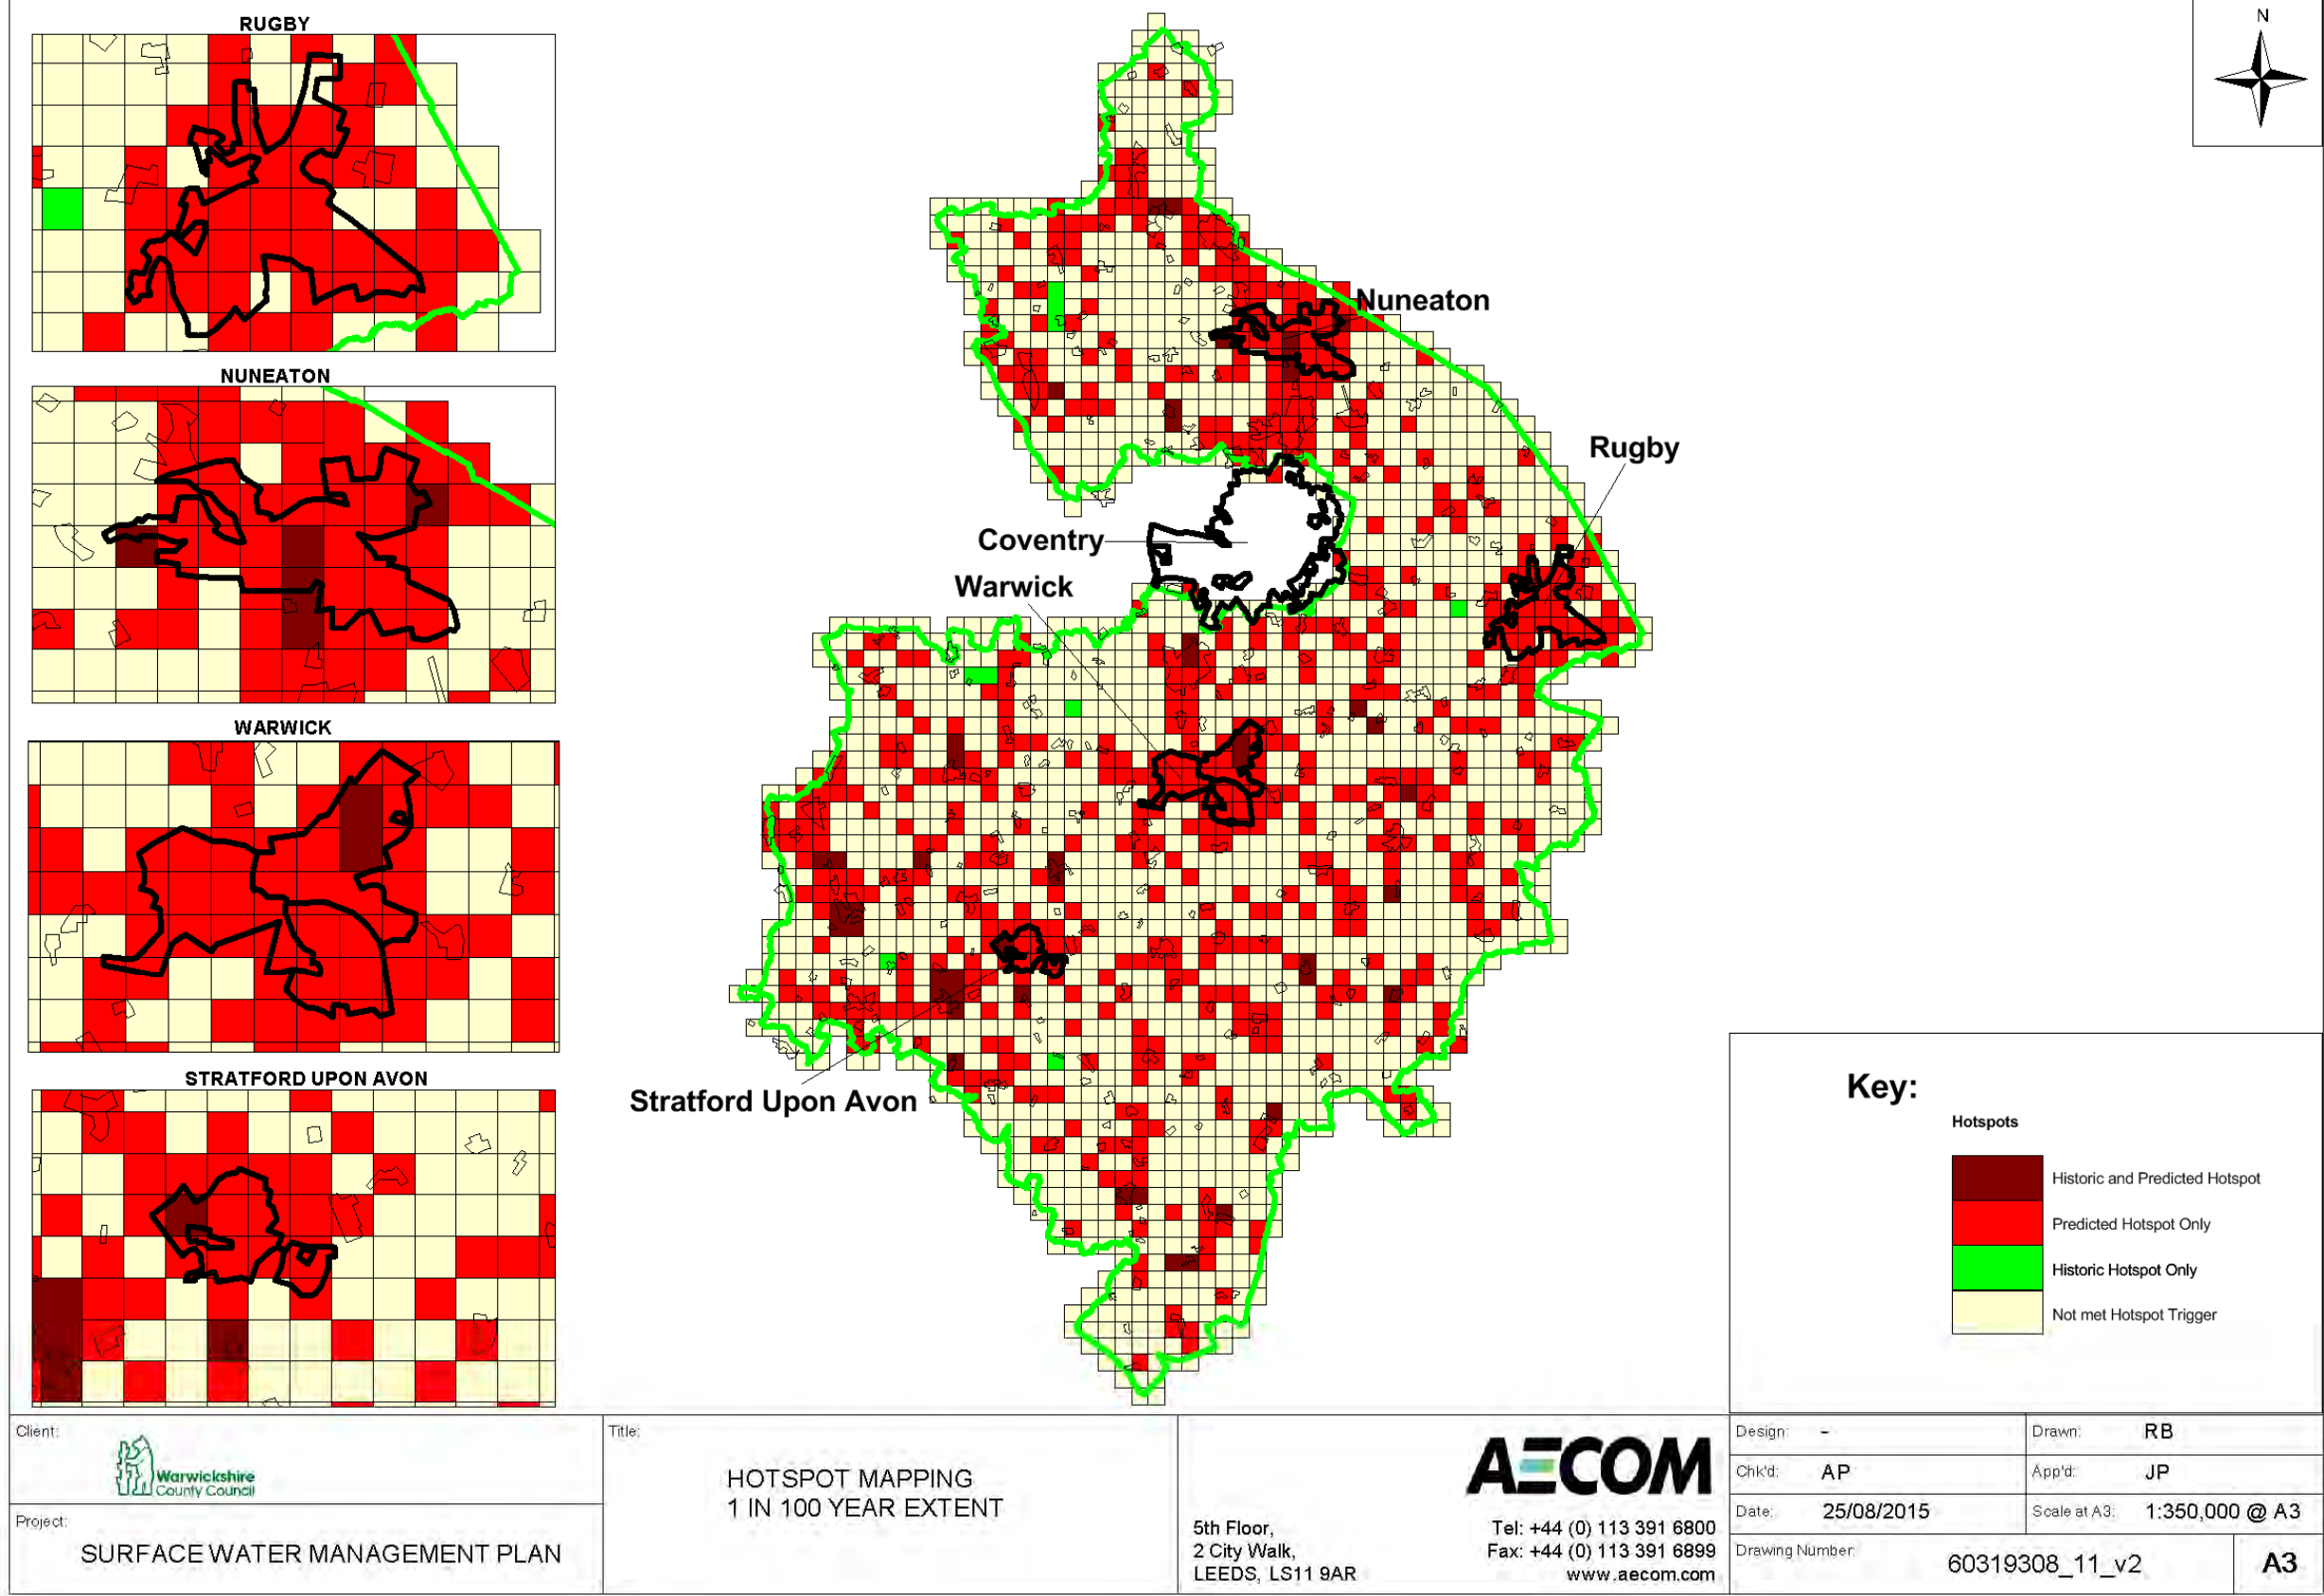 RUGBY
NUNEATON
WARWICK
STRATFORD UPON AVON
N
Nuneaton
Rugby
Coventry
Warwick
Stratford Upon Avon
Key:
Hotspots
Historic and Predicted Hotspot
Predicted Hotspot Only
Historic Hotspot Only
Not met Hotspot Trigger
Client:
Warwickshire
County Council
Project:
SURFACE WATER MANAGEMENT PLAN
Title:
HOTSPOT MAPPING
1 IN 100 YEAR EXTENT
AECOM
5th Floor,
2 City Walk,
LEEDS, LS11 9AR
Tel: +44 (0) 113 391 6800
Fax: +44 (0) 113 391 6899
www.aecom.com
Design: -
Drawn: RB
Chk'd: AP
App'd: JP
Date: 25/08/2015
Scale at A3: 1:350,000 @ A3
Drawing Number: 60319308_11_v2
A3